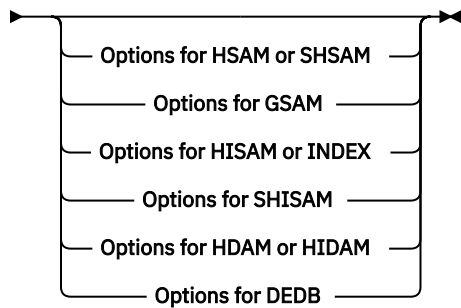 Options for HSAM or SHSAM
Options for GSAM
Options for HISAM or INDEX
Options for SHISAM
Options for HDAM or HIDAM
Options for DEDB